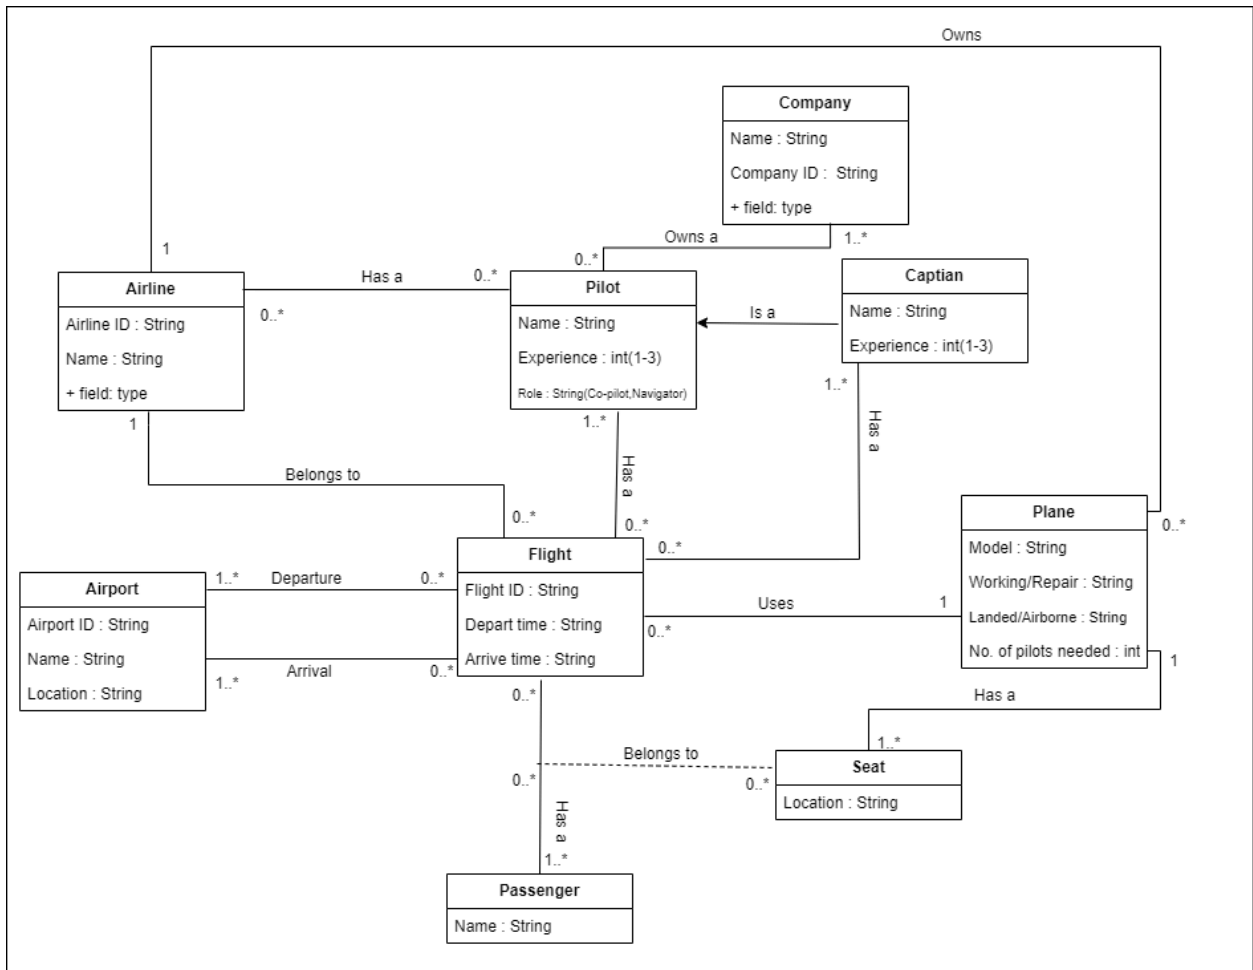 Owns
Company
Name : String
Company ID :  String
+ field: type
1
Owns a
1..*
0..*
Airline
Airline ID : String
Name : String
+ field: type
Has a
0..*
0..*
Pilot
Name : String
Experience : int(1-3)
Role : String(Co-pilot,Navigator)
Is a
Captian
Name : String
Experience : int(1-3)
1
1..*
1..*
Has a
Has a
Belongs to
0..*
0..*
0..*
Plane
Model : String
Working/Repair : String
Landed/Airborne : String
No. of pilots needed : int
0..*
Flight
Flight ID : String
Depart time : String
Arrive time : String
Airport
Airport ID : String
Name : String
Location : String
1..*
Departure
0..*
Uses
1
0..*
1..*
Arrival
0..*
1
Has a
0..*
1..*
Belongs to
0..*
0..*
Seat
Location : String
Has a
1..*
Passenger
Name : String